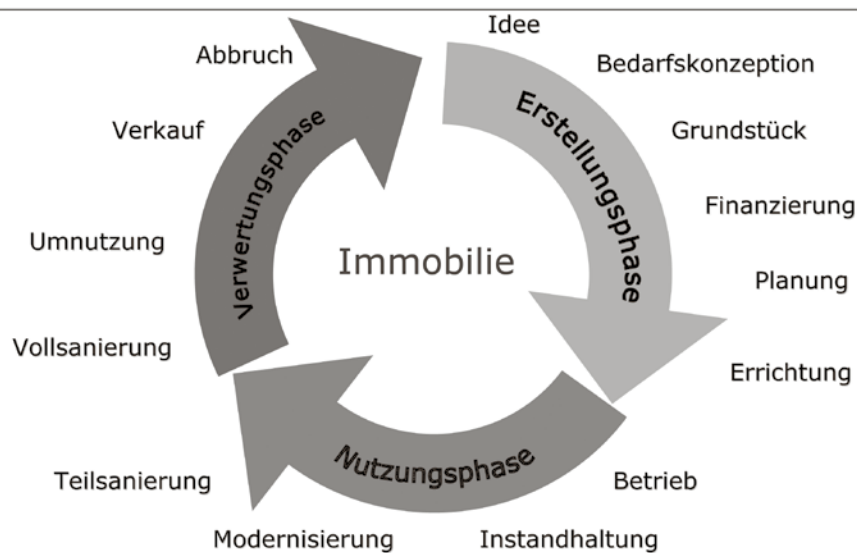 Idee
Bedarfskonzeption
Grundstück
Finanzierung
Planung
Errichtung
Erstellungsphase
Betrieb
Instandhaltung
Modernisierung
Teilsanierung
Nutzungsphase
Vollsanierung
Umnutzung
Verkauf
Abbruch
Verwertungsphase
Immobilie